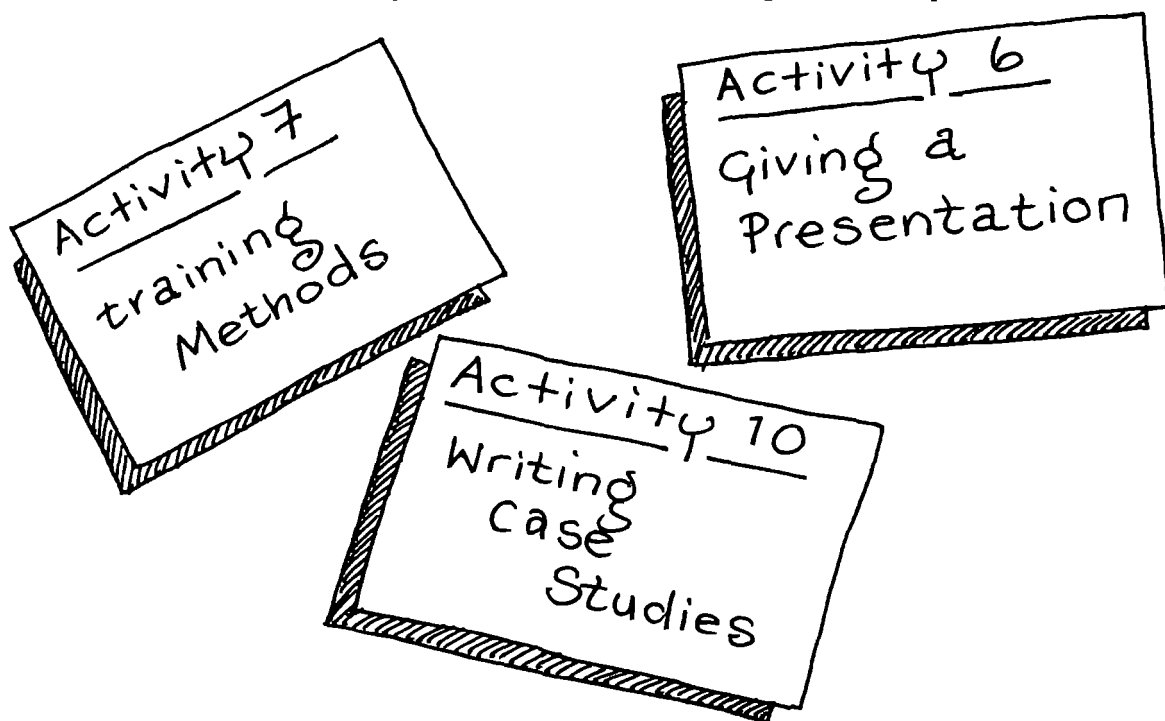 Activity 7
training
Methods
Activity 6
Giving a
Presentation
Activity 10
Writing
Case
Studies